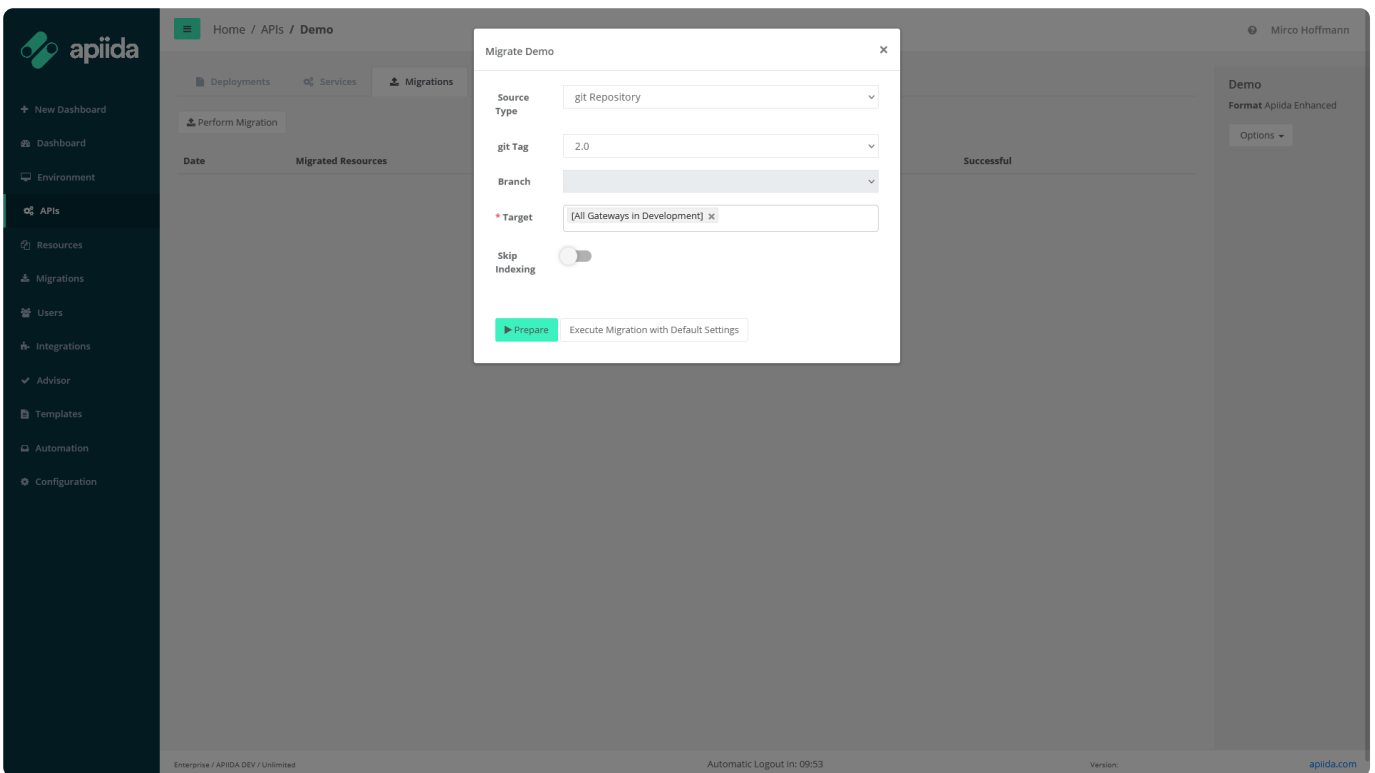 apiida
Home / APIs / Demo
Mirco Hoffmann
New Dashboard
Dashboard
Environment
APIs
Resources
Migrations
Users
Integrations
Advisor
Templates
Automation
Configuration
Deployments
Services
Migrations
Perform Migration
Date
Migrated Resources
Successful
Migrate Demo
×
Source
Type
git Repository
git Tag
2.0
Branch
* Target
[All Gateways in Development] ×
Skip
Indexing
Prepare
Execute Migration with Default Settings
Demo
Format Apiida Enhanced
Options
Enterprise / APIIDA DEV / Unlimited
Automatic Logout in: 09:53
Version:
apiida.com